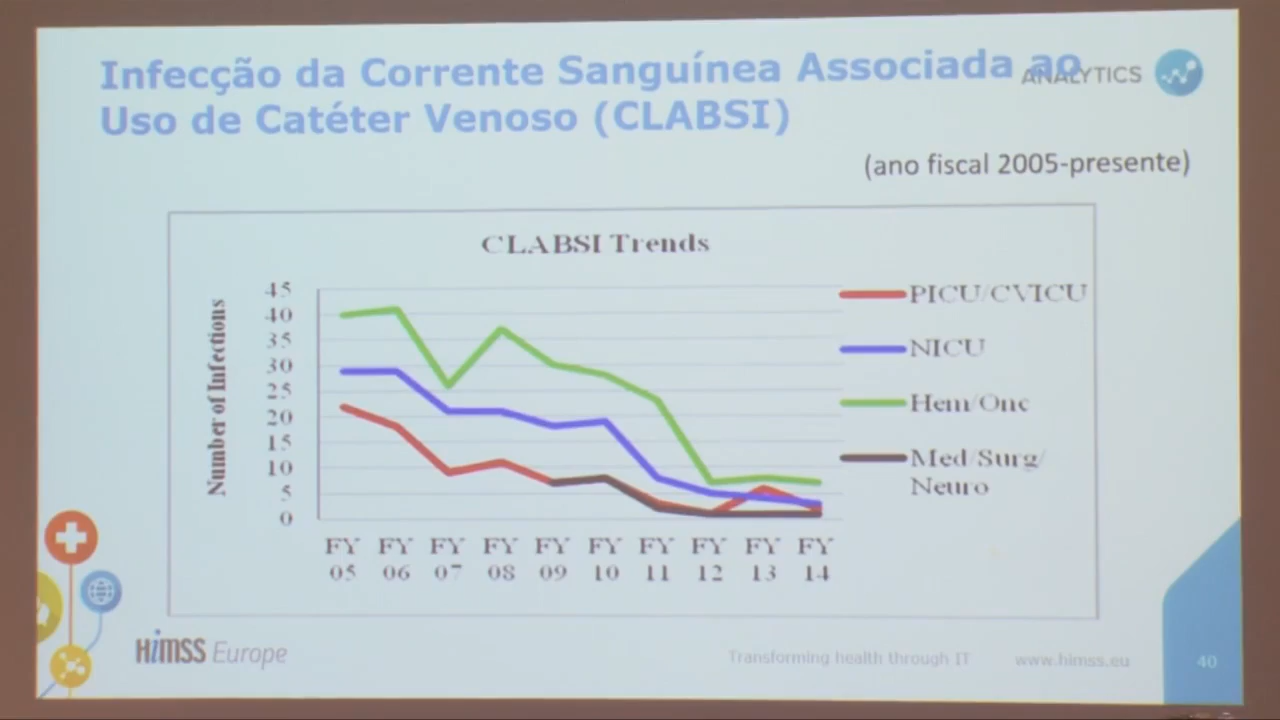 Infecção da Corrente Sanguínea Associada ao
ANALYTICS
Uso de Catéter Venoso (CLABSI)
(ano fiscal 2005-presente)
CLABSI Trends
Number of Infections
45
40
35
30
25
20
15
10
5
0
FY FY FY FY FY FY FY FY FY FY
05 06 07 08 09 10 11 12 13 14
PICU/CVICU
NICU
Hem/Onc
Med/Surg/
Neuro
HiMSS Europe
Transforming health through IT
www.himss.eu
40